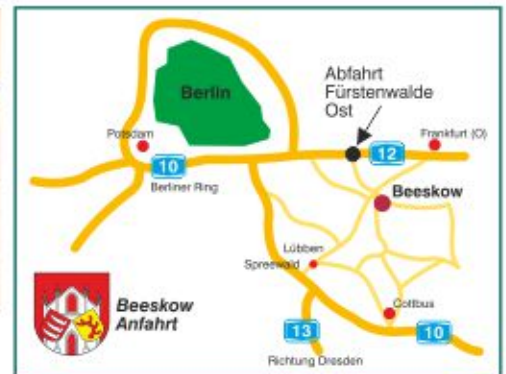 Berlin
Abfahrt
Fürstenwalde
Ost
Potsdam
Frankfurt (O)
10
12
Berliner Ring
Beeskow
Lübben
Spreewald
Cottbus
Beeskow
Anfahrt
13
10
Richtung Dresden